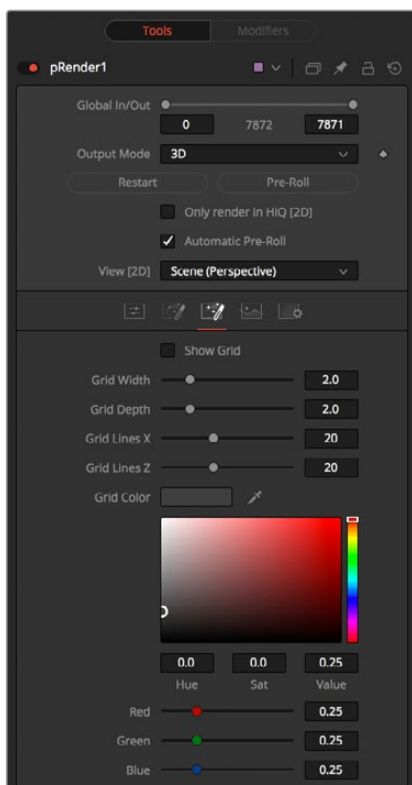 Tools Modifiers
pRender1
Global In/Out
0 7872 7871
Output Mode 3D
Restart Pre-Roll
Only render in HiQ [2D]
Automatic Pre-Roll
View [2D] Scene (Perspective)
Show Grid
Grid Width 2.0
Grid Depth 2.0
Grid Lines X 20
Grid Lines Z 20
Grid Color
0.0 0.0 0.25
Hue Sat Value
Red 0.25
Green 0.25
Blue 0.25